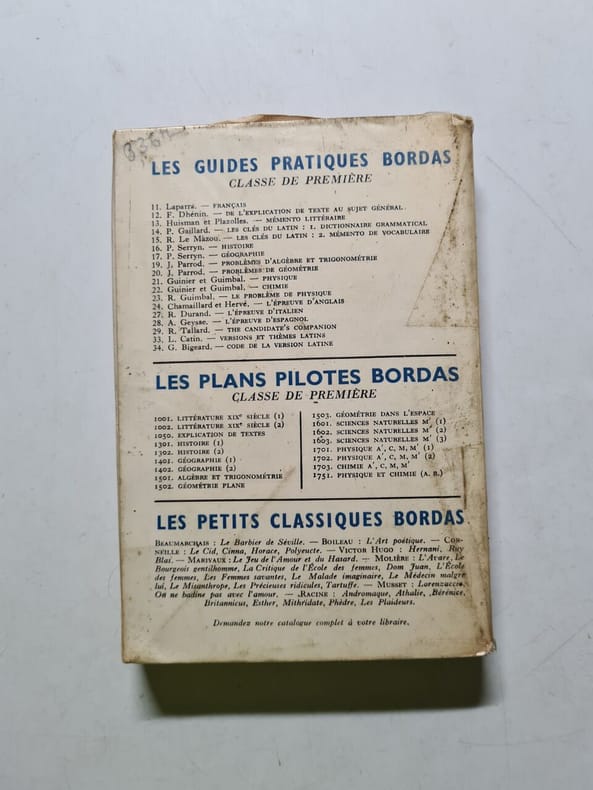 LES GUIDES PRATIQUES BORDAS
CLASSE DE PREMIÈRE
11. Laparra. — FRANÇAIS
12. F. Dhénin. — DE L'EXPLICATION DE TEXTE AU SUJET GÉNÉRAL.
13. Huisman et Plazolles. — MÉMENTO LITTÉRAIRE
14. P. Gaillard. — LES CLÉS DU LATIN : 1. DICTIONNAIRE GRAMMATICAL
15. R. Le Mazou. — LES CLÉS DU LATIN : 2. MÉMENTO DE VOCABULAIRE
16. P. Serryn. — HISTOIRE
17. P. Serryn. — GÉOGRAPHIE
19. J. Parrod. — PROBLÈMES D'ALGÈBRE ET TRIGONOMÉTRIE
20. J. Parrod. — PROBLÈMES DE GÉOMÉTRIE
21. Guinier et Guimbal. — PHYSIQUE
22. Guinier et Guimbal. — CHIMIE
23. R. Guimbal. — LE PROBLÈME DE PHYSIQUE
24. Chamaillard et Hervé. — L'ÉPREUVE D'ANGLAIS
27. R. Durand. — L'ÉPREUVE D'ITALIEN
28. A. Geysse. — L'ÉPREUVE D'ESPAGNOL
29. R. Tallard. — THE CANDIDATE'S COMPANION
33. L. Catin. — VERSIONS ET THÈMES LATINS
34. G. Bigeard. — CODE DE LA VERSION LATINE
LES PLANS PILOTES BORDAS
CLASSE DE PREMIÈRE
1001. LITTÉRATURE XIXe SIÈCLE (1)
1002. LITTÉRATURE XIXe SIÈCLE (2)
1050. EXPLICATION DE TEXTES
1301. HISTOIRE (1)
1302. HISTOIRE (2)
1401. GÉOGRAPHIE (1)
1402. GÉOGRAPHIE (2)
1501. ALGÈBRE ET TRIGONOMÉTRIE
1502. GÉOMÉTRIE PLANE
1503. GÉOMÉTRIE DANS L'ESPACE
1601. SCIENCES NATURELLES M' (1)
1602. SCIENCES NATURELLES M' (2)
1603. SCIENCES NATURELLES M' (3)
1701. PHYSIQUE A', C, M, M' (1)
1702. PHYSIQUE A', C, M, M' (2)
1703. CHIMIE A', C, M, M'
1751. PHYSIQUE ET CHIMIE (A. B.)
LES PETITS CLASSIQUES BORDAS
BEAUMARCHAIS : Le Barbier de Séville. — BOILEAU : L'Art poétique. — COR-
NEILLE : Le Cid, Cinna, Horace, Polyeucte. — VICTOR HUGO : Hernani, Ruy
Blas. — MARIVAUX : Le Jeu de l'Amour et du Hasard. — MOLIÈRE : L'Avare, Le
Bourgeois gentilhomme, La Critique de l'École des femmes, Dom Juan, L'École
des femmes, Les Femmes savantes, Le Malade imaginaire, Le Médecin malgré
lui, Le Misanthrope, Les Précieuses ridicules, Tartuffe. — MUSSET : Lorenzaccio,
On ne badine pas avec l'amour. — RACINE : Andromaque, Athalie, Bérénice,
Britannicus, Esther, Mithridate, Phèdre, Les Plaideurs.
Demandez notre catalogue complet à votre libraire.